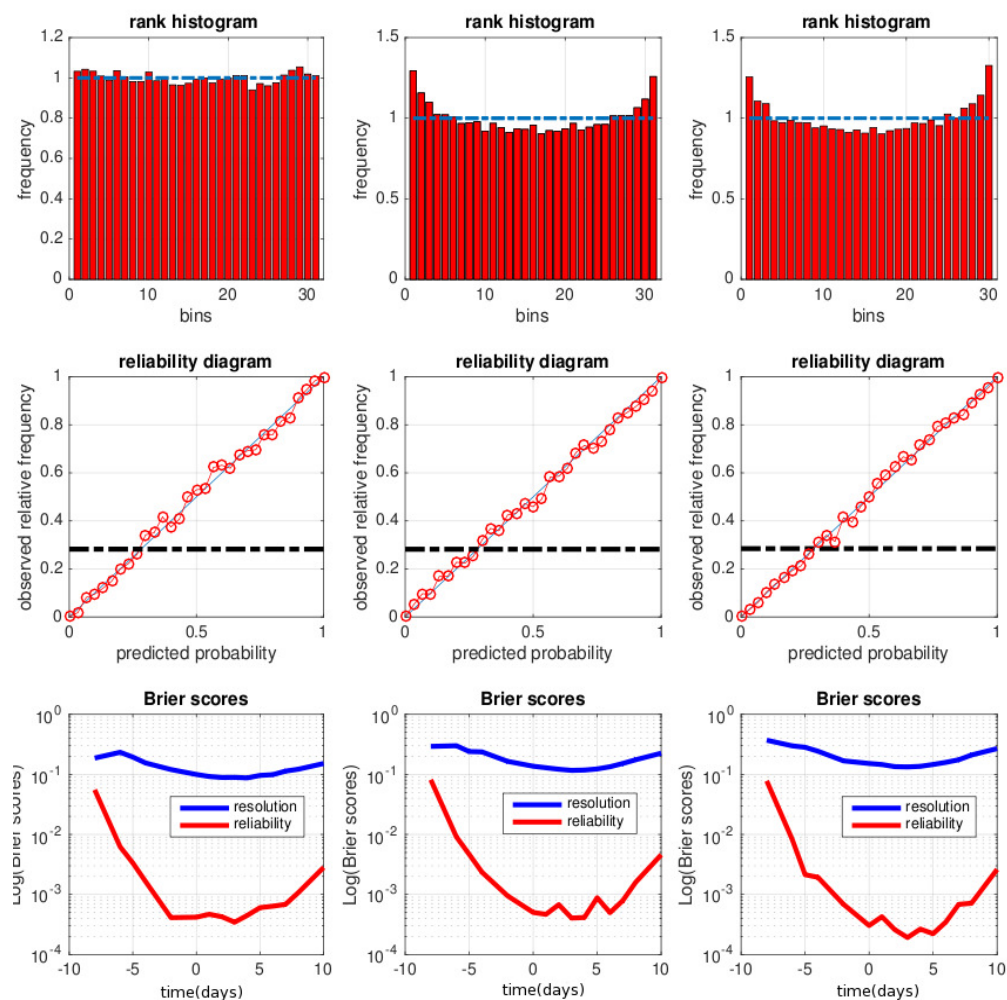 rank histogram
rank histogram
rank histogram
1.2
1
0.8
0.6
0.4
0.2
0
frequency
0 10 20 30
bins
1.5
1
0.5
0
frequency
0 10 20 30
bins
1.5
1
0.5
0
frequency
0 10 20 30
bins
reliability diagram
reliability diagram
reliability diagram
1
0.8
0.6
0.4
0.2
0
observed relative frequency
0 0.5 1
predicted probability
1
0.8
0.6
0.4
0.2
0
observed relative frequency
0 0.5 1
predicted probability
1
0.8
0.6
0.4
0.2
0
observed relative frequency
0 0.5 1
predicted probability
Brier scores
Brier scores
Brier scores
10^0
10^-1
10^-2
10^-3
10^-4
Log(Brier scores)
resolution
reliability
-10 -5 0 5 10
time(days)
10^0
10^-1
10^-2
10^-3
10^-4
Log(Brier scores)
resolution
reliability
-10 -5 0 5 10
time(days)
10^0
10^-1
10^-2
10^-3
10^-4
Log(Brier scores)
resolution
reliability
-10 -5 0 5 10
time(days)